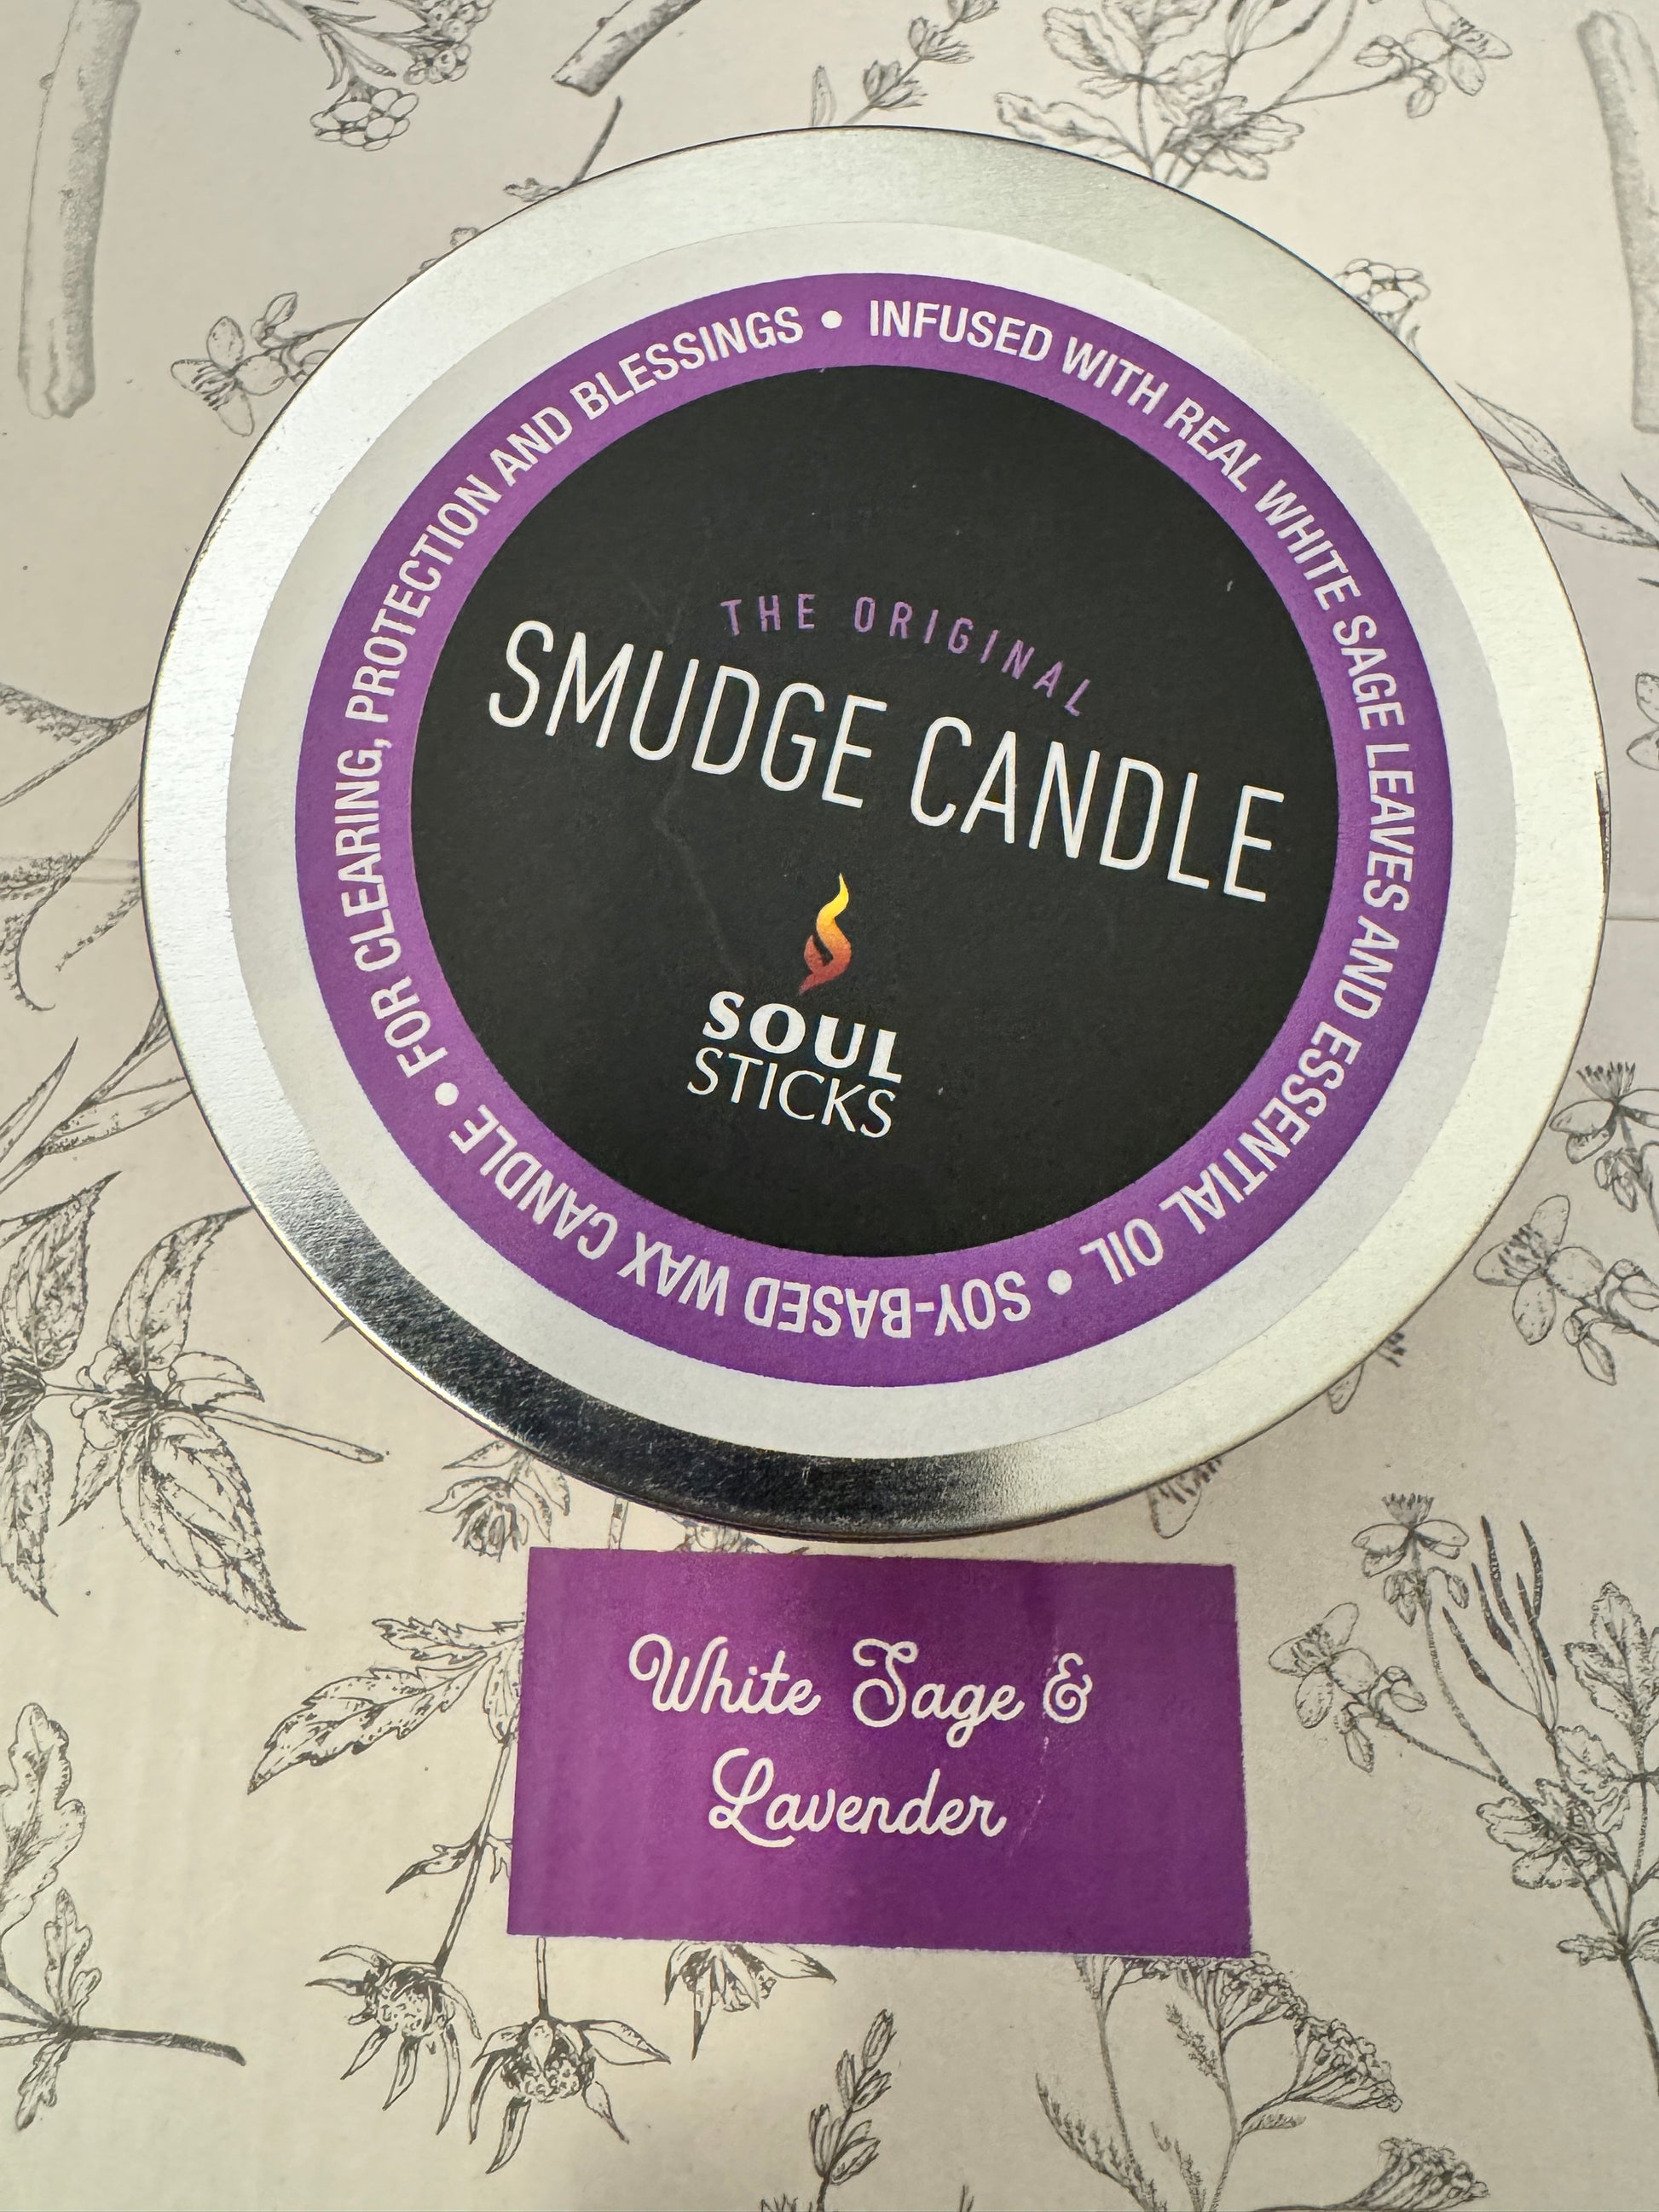 FOR CLEARING, PROTECTION AND BLESSINGS • INFUSED WITH REAL WHITE SAGE LEAVES AND ESSENTIAL OIL • SOY-BASED WAX CANDLE •
THE ORIGINAL
SMUDGE CANDLE
SOUL
STICKS
White Sage &
Lavender